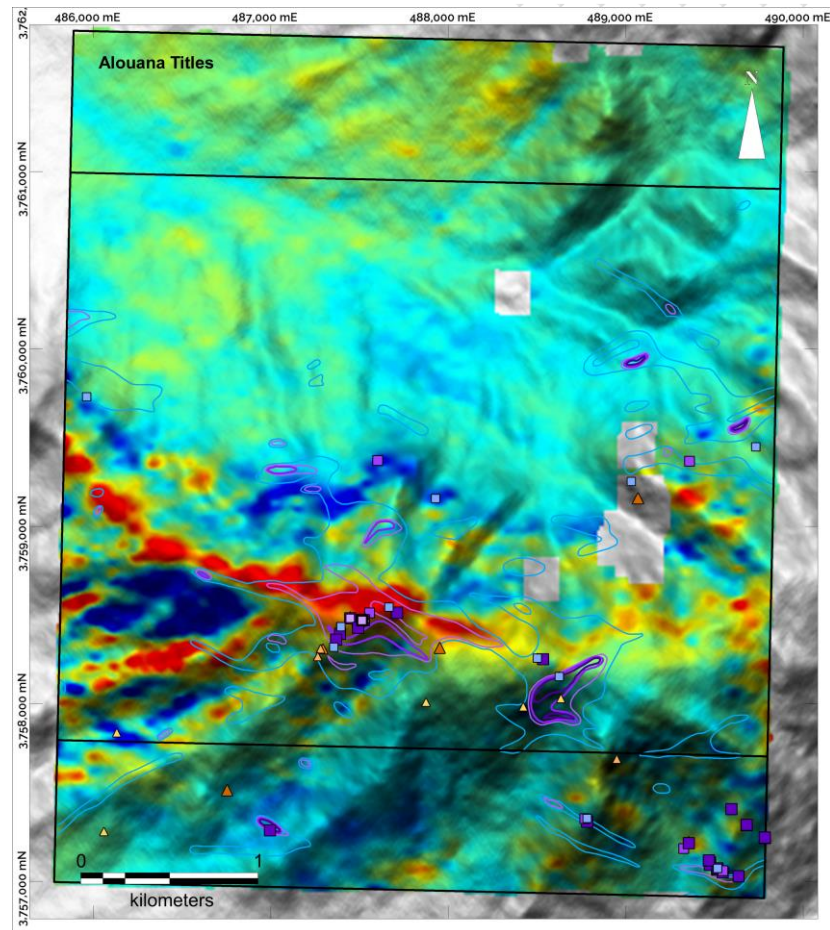 486,000 mE 487,000 mE 488,000 mE 489,000 mE 490,000 mE
3.762,
Alouana Titles
N
3.761,000 mN
3.760,000 mN
3.759,000 mN
3.758,000 mN
3.757,000 mN
0 1
kilometers